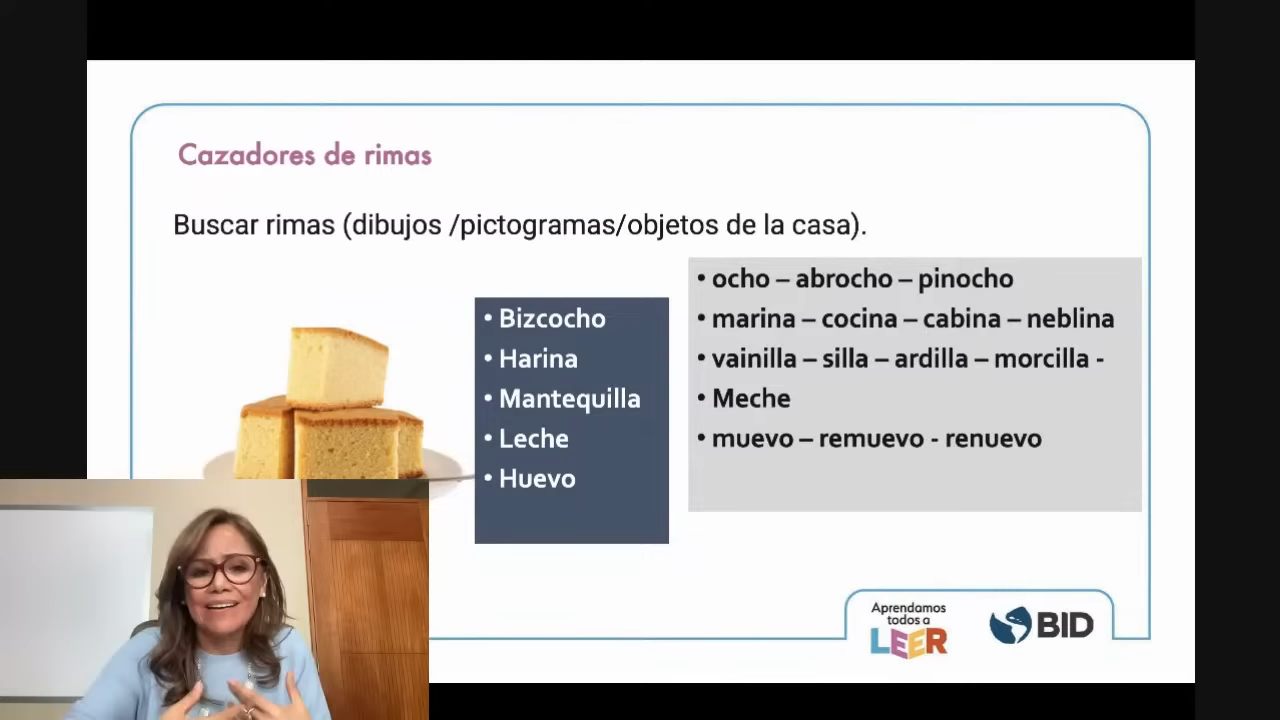 Cazadores de rimas
Buscar rimas (dibujos /pictogramas/objetos de la casa).
• Bizcocho
• Harina
• Mantequilla
• Leche
• Huevo
• ocho – abrocho – pinocho
• marina – cocina – cabina – neblina
• vainilla – silla – ardilla – morcilla -
• Meche
• muevo – remuevo - renuevo
Aprendamos
todos a
LEER
BID